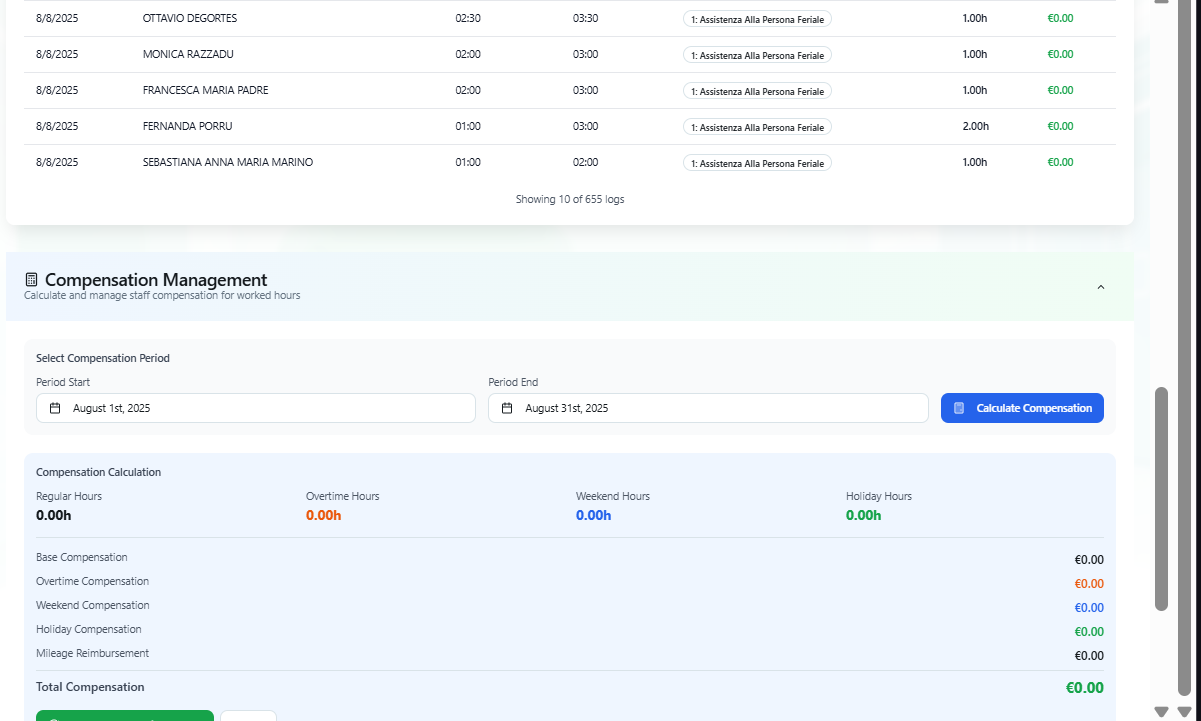 8/8/2025 OTTAVIO DEGORTES 02:30 03:30 1: Assistenza Alla Persona Feriale 1.00h €0.00
8/8/2025 MONICA RAZZADU 02:00 03:00 1: Assistenza Alla Persona Feriale 1.00h €0.00
8/8/2025 FRANCESCA MARIA PADRE 02:00 03:00 1: Assistenza Alla Persona Feriale 1.00h €0.00
8/8/2025 FERNANDA PORRU 01:00 03:00 1: Assistenza Alla Persona Feriale 2.00h €0.00
8/8/2025 SEBASTIANA ANNA MARIA MARINO 01:00 02:00 1: Assistenza Alla Persona Feriale 1.00h €0.00
Showing 10 of 655 logs
Compensation Management
Calculate and manage staff compensation for worked hours
Select Compensation Period
Period Start Period End
August 1st, 2025 August 31st, 2025 Calculate Compensation
Compensation Calculation
Regular Hours Overtime Hours Weekend Hours Holiday Hours
0.00h 0.00h 0.00h 0.00h
Base Compensation €0.00
Overtime Compensation €0.00
Weekend Compensation €0.00
Holiday Compensation €0.00
Mileage Reimbursement €0.00
Total Compensation €0.00